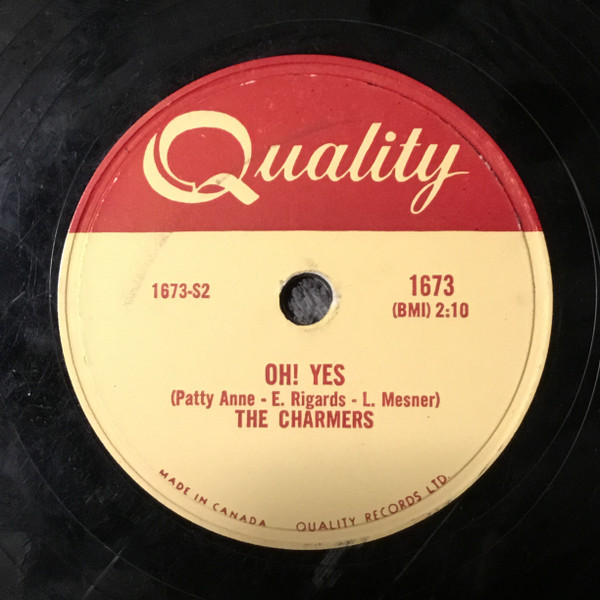 Quality
1673-S2
1673
(BMI) 2:10
OH! YES
(Patty Anne - E. Rigards - L. Mesner)
THE CHARMERS
MADE IN CANADA
QUALITY RECORDS LTD.